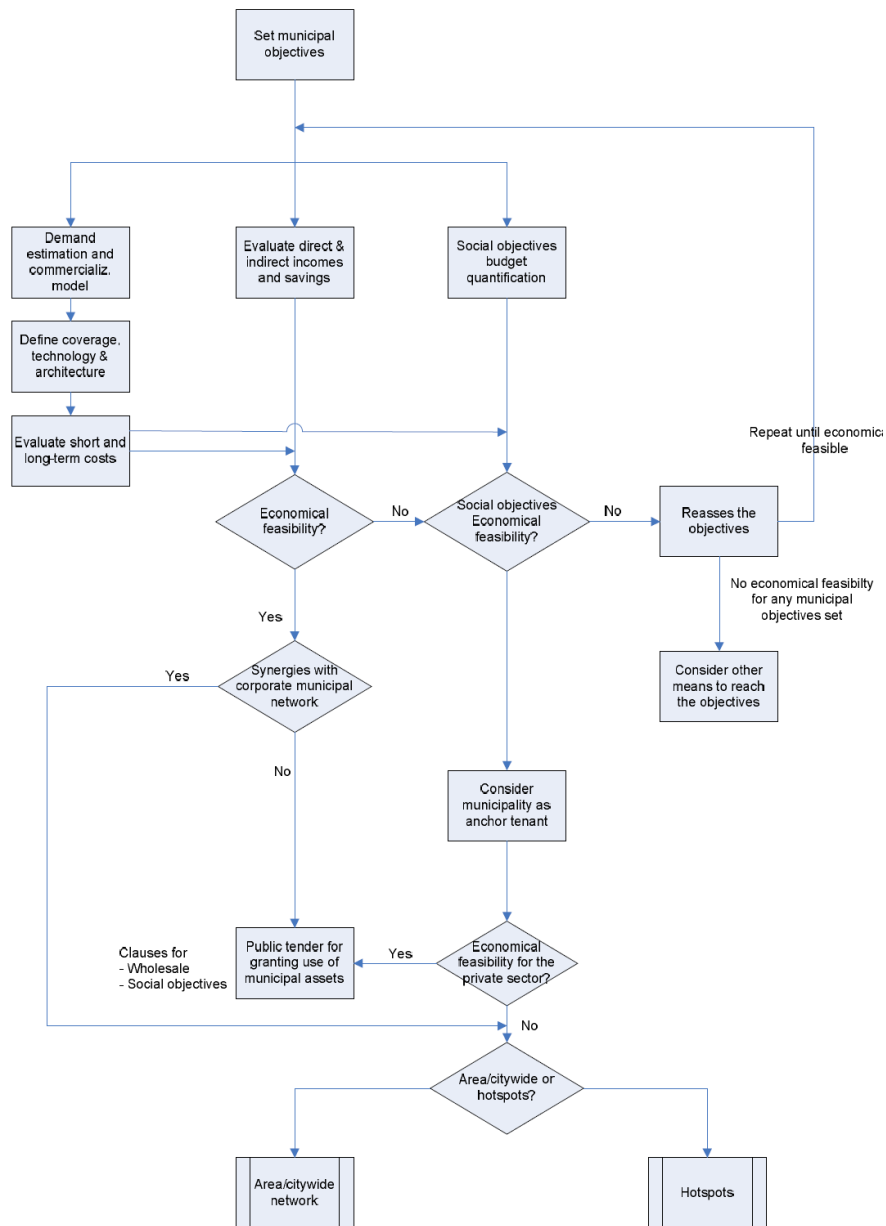 Set municipal
objectives
Demand
estimation and
commercializ.
model
Evaluate direct &
indirect incomes
and savings
Social objectives
budget
quantification
Define coverage,
technology &
architecture
Evaluate short and
long-term costs
Repeat until economica
feasible
Economical
feasibility?
No
Social objectives
Economical
feasibility?
No
Reasses the
objectives
No economical feasibilty
for any municipal
objectives set
Yes
Yes
Synergies with
corporate municipal
network
Consider other
means to reach
the objectives
No
Consider
municipality as
anchor tenant
Clauses for
- Wholesale
- Social objectives
Public tender for
granting use of
municipal assets
Yes
Economical
feasibility for the
private sector?
No
Area/citywide or
hotspots?
Area/citywide
network
Hotspots